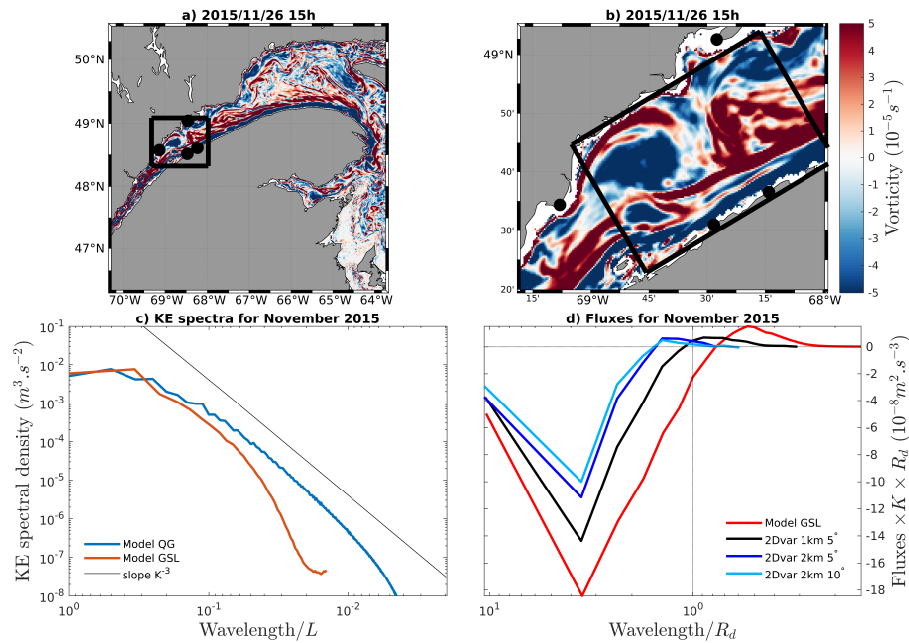 a) 2015/11/26 15h
50°N
49°N
48°N
47°N
70°W 69°W 68°W 67°W 66°W 65°W 64°W
b) 2015/11/26 15h
49°N
50'
40'
30'
20'
15' 69°W 45' 30' 15' 68°W
5
4
3
2
1
0
-1
-2
-3
-4
-5
Vorticity (10⁻⁵s⁻¹)
c) KE spectra for November 2015
KE spectral density (m³.s⁻²)
10⁻¹
10⁻²
10⁻³
10⁻⁴
10⁻⁵
10⁻⁶
10⁻⁷
10⁻⁸
Model QG
Model GSL
slope K⁻³
10⁰ 10⁻¹ 10⁻²
Wavelength/L
d) Fluxes for November 2015
0
-2
-4
-6
-8
-10
-12
-14
-16
-18
Fluxes ×K × R_d (10⁻⁸m².s⁻³)
Model GSL
2Dvar 1km 5°
2Dvar 2km 5°
2Dvar 2km 10°
10¹ 10⁰
Wavelength/R_d